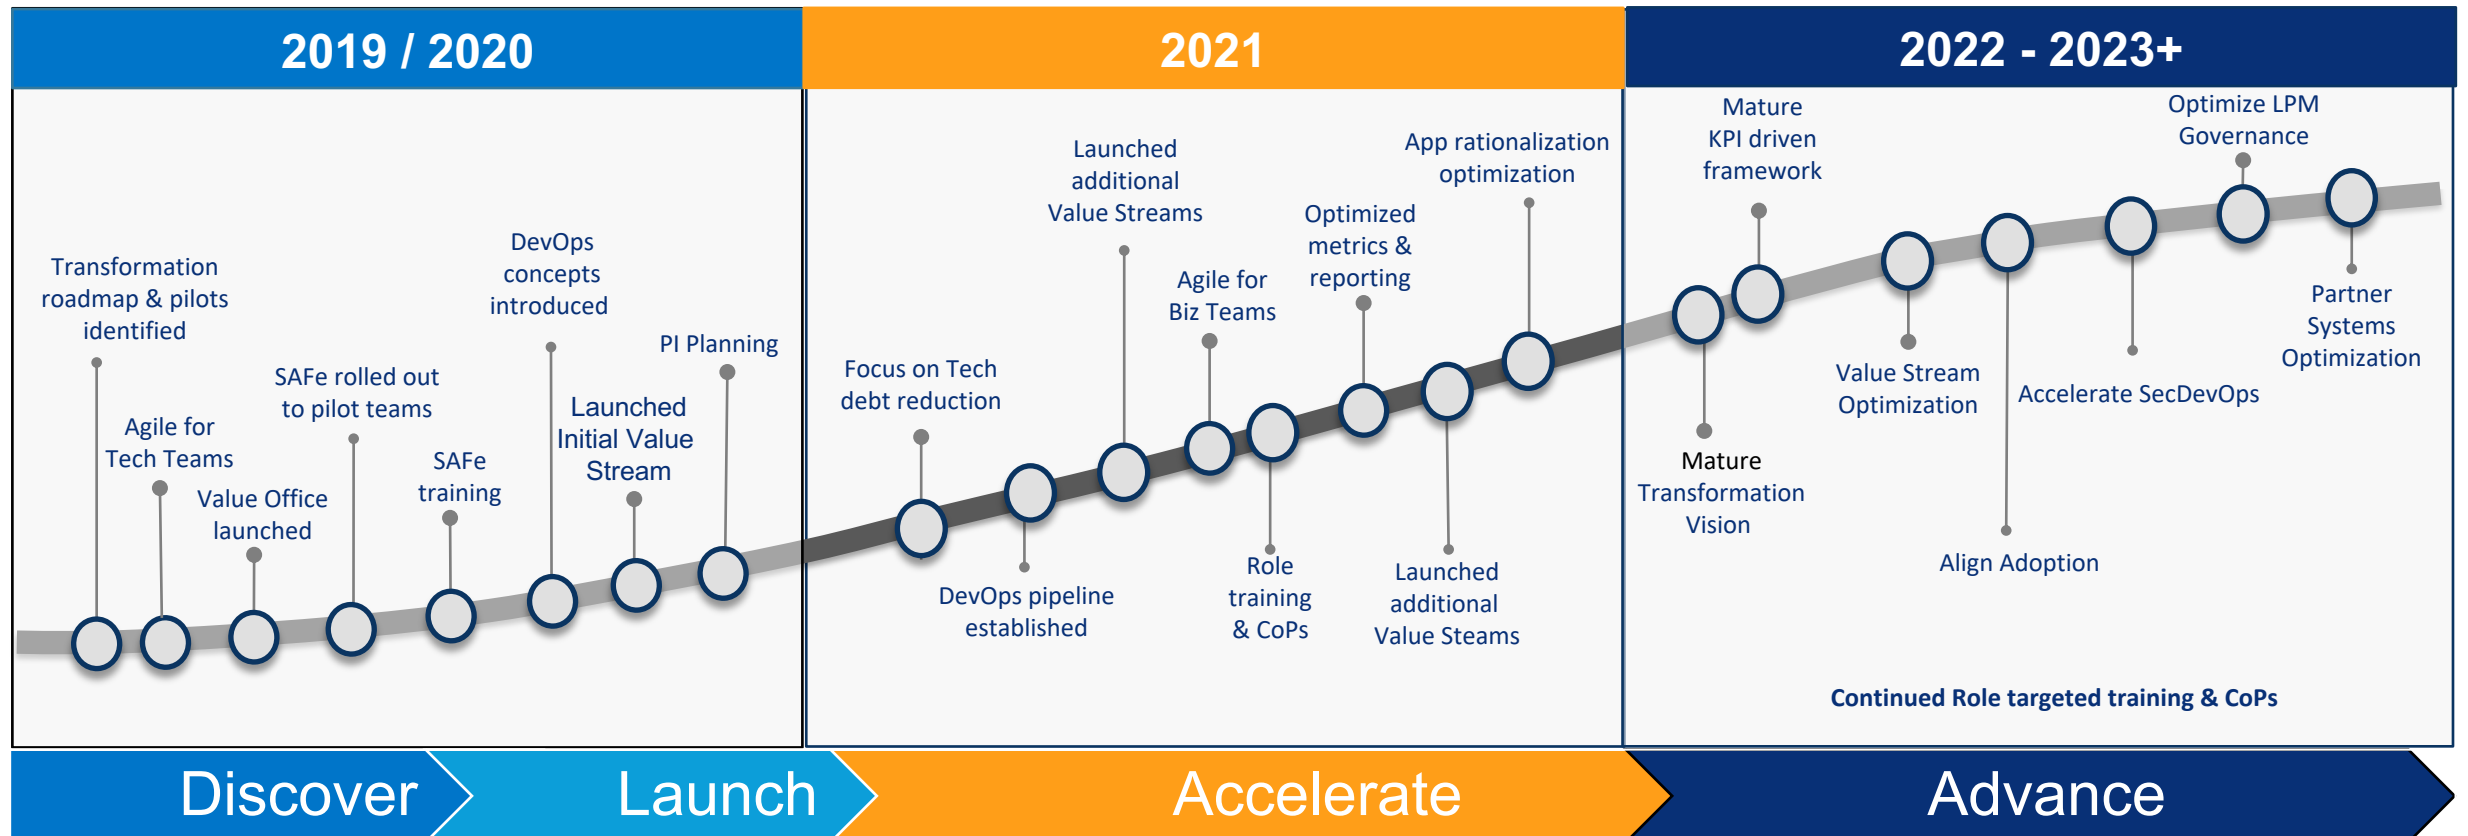 2019 / 2020
2021
2022 - 2023+
Transformation
roadmap & pilots
identified
Agile for
Tech Teams
Value Office
launched
SAFe rolled out
to pilot teams
SAFe
training
DevOps
concepts
introduced
Launched
Initial Value
Stream
PI Planning
Focus on Tech
debt reduction
DevOps pipeline
established
Launched
additional
Value Streams
Agile for
Biz Teams
Role
training
& CoPs
Optimized
metrics &
reporting
Launched
additional
Value Steams
App rationalization
optimization
Mature
Transformation
Vision
Mature
KPI driven
framework
Value Stream
Optimization
Align Adoption
Accelerate SecDevOps
Optimize LPM
Governance
Partner
Systems
Optimization
Continued Role targeted training & CoPs
Discover
Launch
Accelerate
Advance